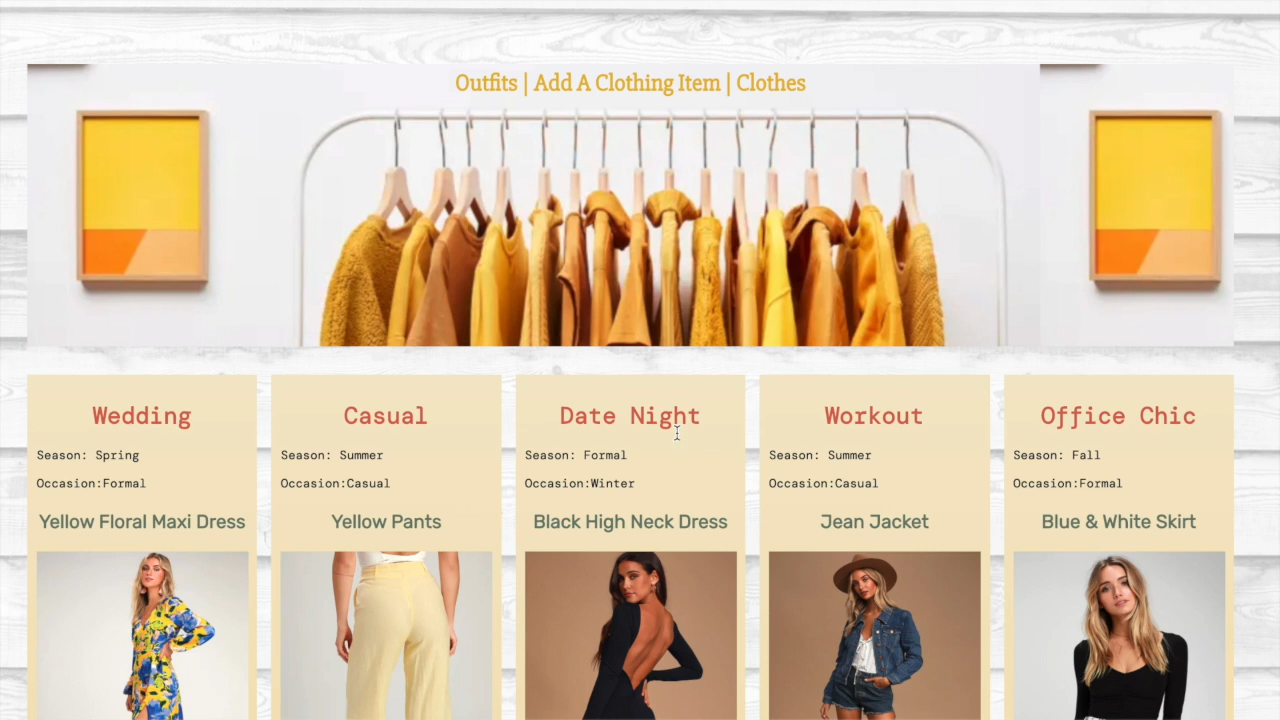 Outfits | Add A Clothing Item | Clothes
Wedding
Season: Spring
Occasion:Formal
Yellow Floral Maxi Dress
Casual
Season: Summer
Occasion:Casual
Yellow Pants
Date Night
Season: Formal
Occasion:Winter
Black High Neck Dress
Workout
Season: Summer
Occasion:Casual
Jean Jacket
Office Chic
Season: Fall
Occasion:Formal
Blue & White Skirt